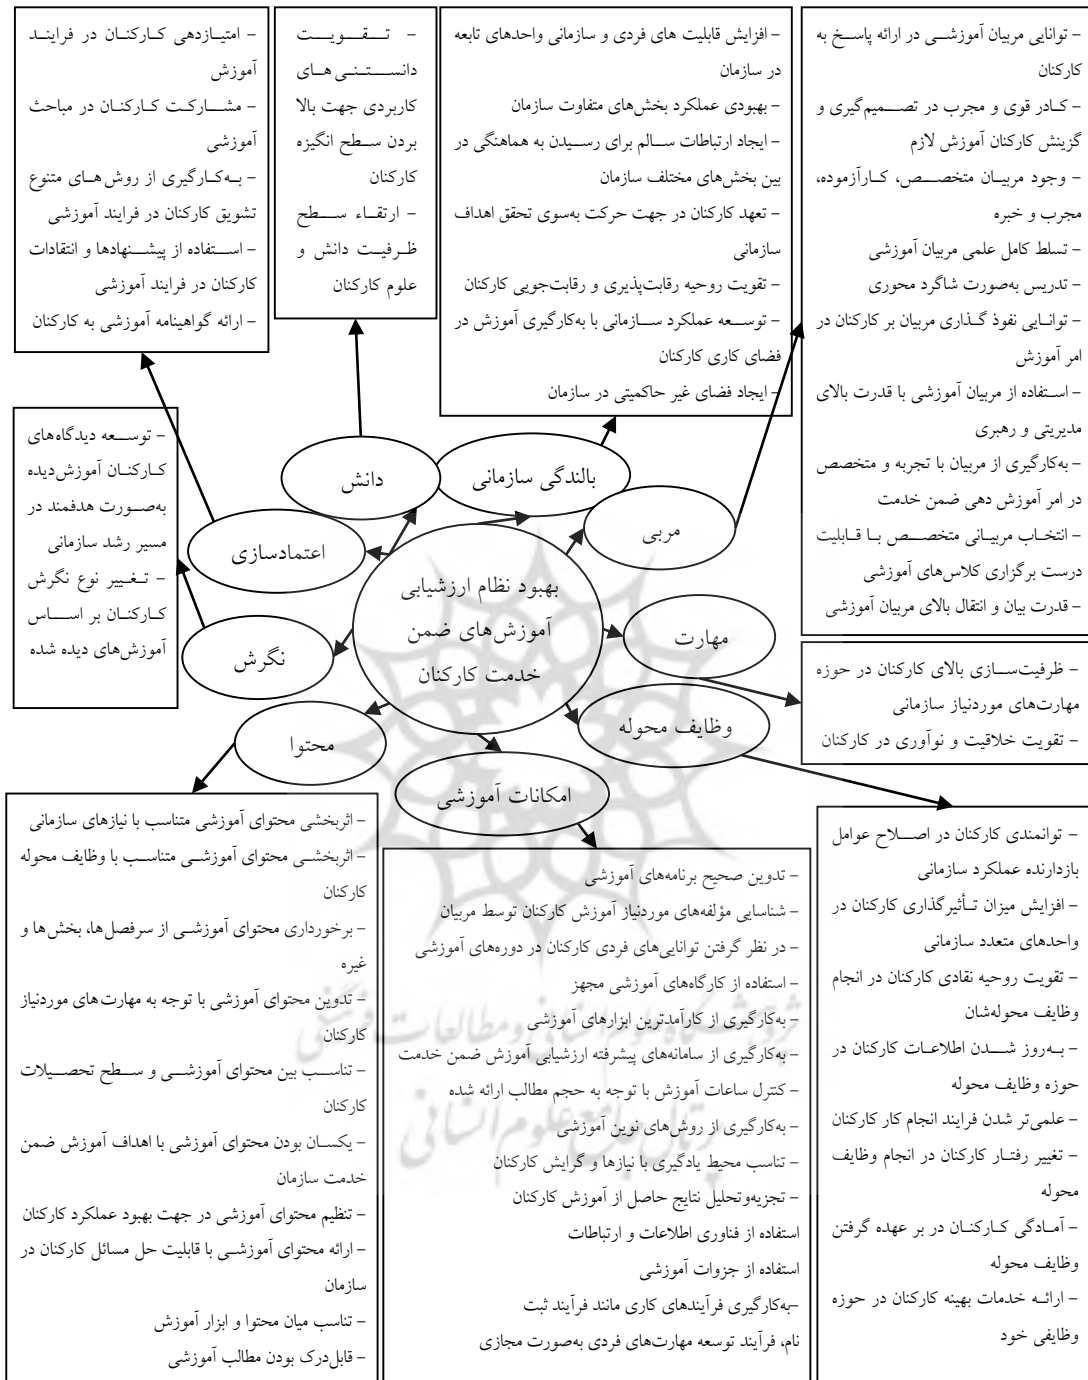 - توانایی مربیان آموزشی در ارائه پاسخ به
کارکنان
- کادر قوی و مجرب در تصمیم‌گیری و
گزینش کارکنان آموزش لازم
- وجود مربیان متخصص، کارآزموده،
مجرب و خبره
- تسلط کامل علمی مربیان آموزشی
- تدریس به‌صورت شاگرد محوری
- توانایی نفوذ گذاری مربیان بر کارکنان در
امر آموزش
- استفاده از مربیان آموزشی با قدرت بالای
مدیریتی و رهبری
- به‌کارگیری از مربیان با تجربه و متخصص
در امر آموزش دهی ضمن خدمت
- انتخاب مربیانی متخصص با قابلیت
درست برگزاری کلاس‌های آموزشی
- قدرت بیان و انتقال بالای مربیان آموزشی
- افزایش قابلیت های فردی و سازمانی واحدهای تابعه
در سازمان
- بهبودی عملکرد بخش‌های متفاوت سازمان
- ایجاد ارتباطات سالم برای رسیدن به هماهنگی در
بین بخش‌های مختلف سازمان
- تعهد کارکنان در جهت حرکت به‌سوی تحقق اهداف
سازمانی
- تقویت روحیه رقابت‌پذیری و رقابت‌جویی کارکنان
- توسعه عملکرد سازمانی با به‌کارگیری آموزش در
فضای کاری کارکنان
- ایجاد فضای غیر حاکمیتی در سازمان
- تقویت
دانستنی‌های
کاربردی جهت بالا
بردن سطح انگیزه
کارکنان
- ارتقاء سطح
ظرفیت دانش و
علوم کارکنان
- امتیازدهی کارکنان در فرایند
آموزش
- مشارکت کارکنان در مباحث
آموزشی
- به‌کارگیری از روش‌های متنوع
تشویق کارکنان در فرایند آموزشی
- استفاده از پیشنهادها و انتقادات
کارکنان در فرایند آموزشی
- ارائه گواهینامه آموزشی به کارکنان
- توسعه دیدگاه‌های
کارکنان آموزش‌دیده
به‌صورت هدفمند در
مسیر رشد سازمانی
- تغییر نوع نگرش
کارکنان بر اساس
آموزش‌های دیده شده
بالندگی سازمانی
دانش
مربی
اعتمادسازی
بهبود نظام ارزشیابی
آموزش‌های ضمن
خدمت کارکنان
مهارت
نگرش
وظایف محوله
محتوا
امکانات آموزشی
- ظرفیت‌سازی بالای کارکنان در حوزه
مهارت‌های موردنیاز سازمانی
- تقویت خلاقیت و نوآوری در کارکنان
- توانمندی کارکنان در اصلاح عوامل
بازدارنده عملکرد سازمانی
- افزایش میزان تأثیرگذاری کارکنان در
واحدهای متعدد سازمانی
- تقویت روحیه نقادی کارکنان در انجام
وظایف محوله‌شان
- به‌روز شدن اطلاعات کارکنان در
حوزه وظایف محوله
- علمی‌تر شدن فرایند انجام کار کارکنان
- تغییر رفتار کارکنان در انجام وظایف
محوله
- آمادگی کارکنان در بر عهده گرفتن
وظایف محوله
- ارائه خدمات بهینه کارکنان در حوزه
وظایفی خود
- تدوین صحیح برنامه‌های آموزشی
- شناسایی مؤلفه‌های موردنیاز آموزش کارکنان توسط مربیان
- در نظر گرفتن توانایی‌های فردی کارکنان در دوره‌های آموزشی
- استفاده از کارگاه‌های آموزشی مجهز
- به‌کارگیری از کارآمدترین ابزارهای آموزشی
- به‌کارگیری از سامانه‌های پیشرفته ارزشیابی آموزش ضمن خدمت
- کنترل ساعات آموزش با توجه به حجم مطالب ارائه شده
- به‌کارگیری از روش‌های نوین آموزشی
- تناسب محیط یادگیری با نیازها و گرایش کارکنان
- تجزیه‌وتحلیل نتایج حاصل از آموزش کارکنان
استفاده از فناوری اطلاعات و ارتباطات
استفاده از جزوات آموزشی
-به‌کارگیری فرآیندهای کاری مانند فرآیند ثبت
نام، فرآیند توسعه مهارت‌های فردی به‌صورت مجازی
- اثربخشی محتوای آموزشی متناسب با نیازهای سازمانی
- اثربخشی محتوای آموزشی متناسب با وظایف محوله
کارکنان
- برخورداری محتوای آموزشی از سرفصل‌ها، بخش‌ها و
غیره
- تدوین محتوای آموزشی با توجه به مهارت‌های موردنیاز
کارکنان
- تناسب بین محتوای آموزشی و سطح تحصیلات
کارکنان
- یکسان بودن محتوای آموزشی با اهداف آموزش ضمن
خدمت سازمان
- تنظیم محتوای آموزشی در جهت بهبود عملکرد کارکنان
- ارائه محتوای آموزشی با قابلیت حل مسائل کارکنان در
سازمان
- تناسب میان محتوا و ابزار آموزش
- قابل‌درک بودن مطالب آموزشی
پژوهشگاه علوم انسانی و مطالعات فرهنگی
پرتال جامع علوم انسانی